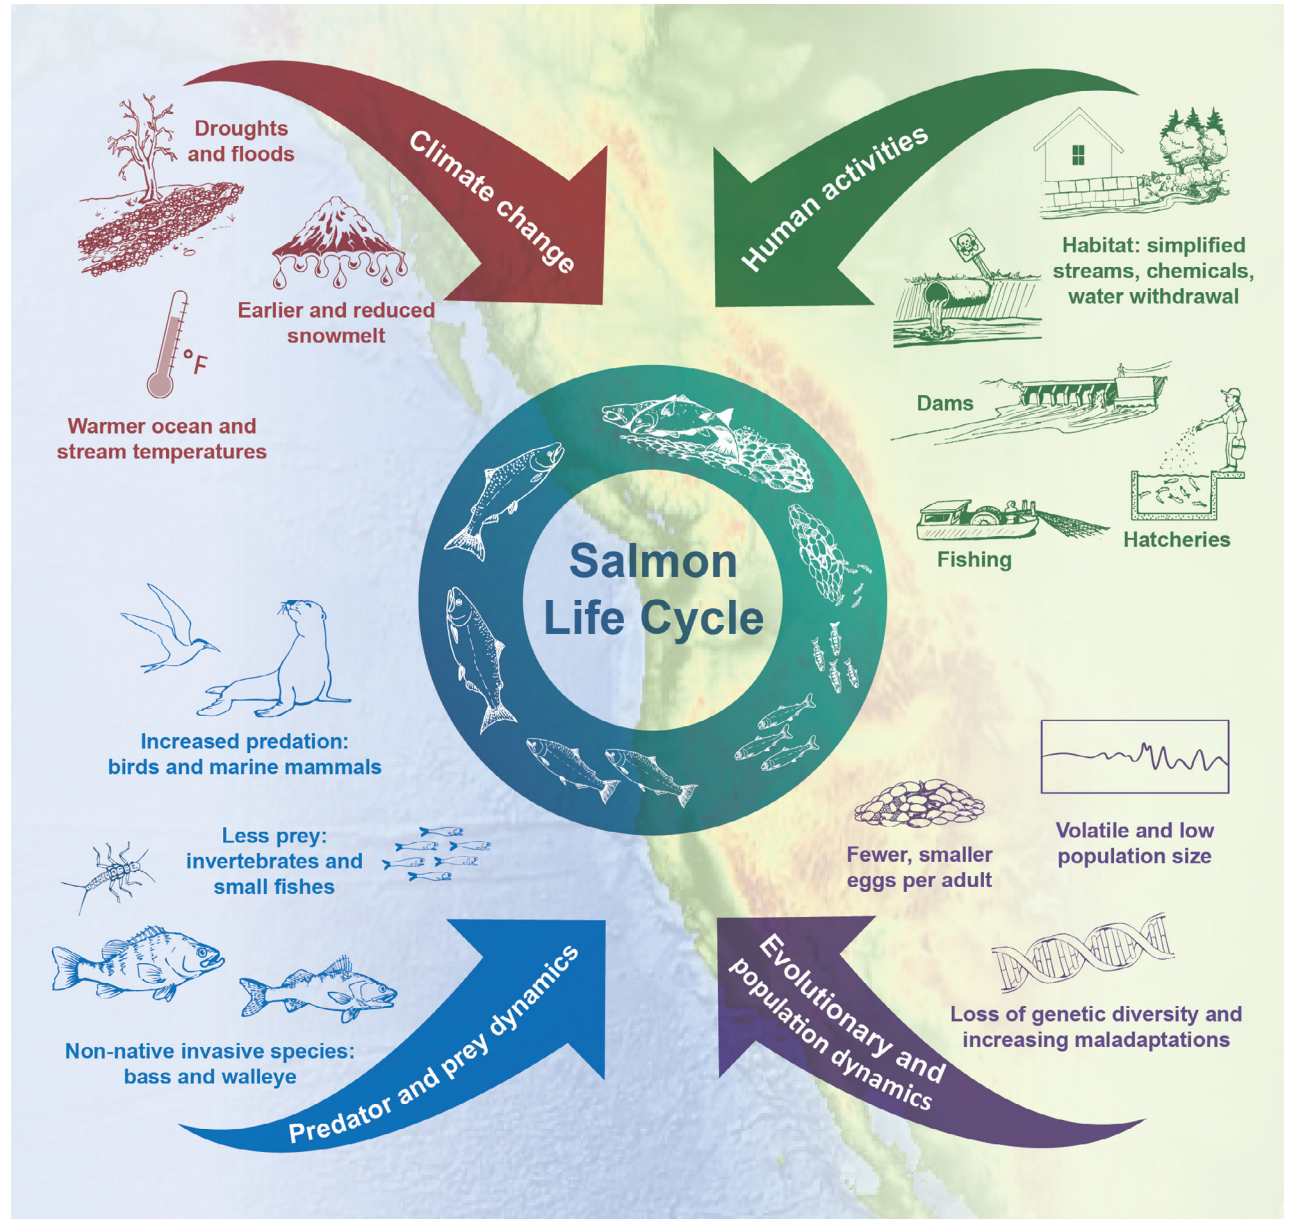 Climate change
Droughts
and floods
Earlier and reduced
snowmelt
°F
Warmer ocean and
stream temperatures
Human activities
Habitat: simplified
streams, chemicals,
water withdrawal
Dams
Hatcheries
Fishing
Salmon
Life Cycle
Increased predation:
birds and marine mammals
Less prey:
invertebrates and
small fishes
Non-native invasive species:
bass and walleye
Predator and prey dynamics
Volatile and low
population size
Fewer, smaller
eggs per adult
Loss of genetic diversity and
increasing maladaptations
Evolutionary and
population dynamics